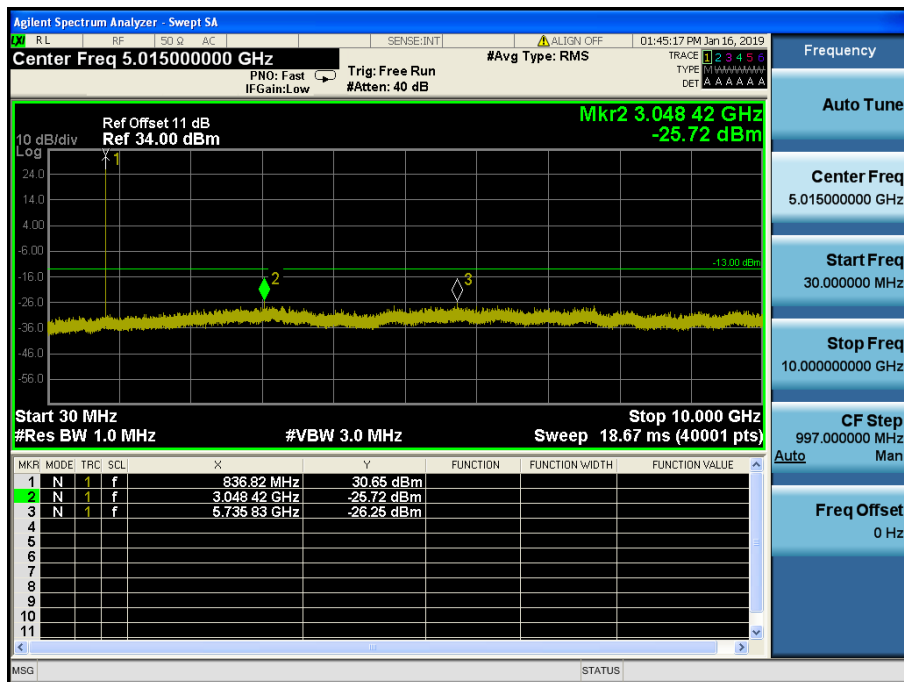 Agilent Spectrum Analyzer - Swept SA
LXI RL RF 50 Ω AC SENSE:INT ALIGN OFF 01:45:17 PM Jan 16, 2019
Center Freq 5.015000000 GHz
#Avg Type: RMS
TRACE 1 2 3 4 5 6
PNO: Fast Trig: Free Run
TYPE MWWWWW
IFGain:Low #Atten: 40 dB
DET A A A A A A
Mkr2 3.048 42 GHz
-25.72 dBm
Ref Offset 11 dB
10 dB/div Ref 34.00 dBm
Log
1
24.0
14.0
4.00
-6.00
-13.00 dBm
-16.0
2
3
-26.0
-36.0
-46.0
-56.0
Start 30 MHz Stop 10.000 GHz
#Res BW 1.0 MHz #VBW 3.0 MHz Sweep 18.67 ms (40001 pts)
MKR MODE TRC SCL X Y FUNCTION FUNCTION WIDTH FUNCTION VALUE
1 N 1 f 836.82 MHz 30.65 dBm
2 N 1 f 3.048 42 GHz -25.72 dBm
3 N 1 f 5.735 83 GHz -26.25 dBm
4
5
6
7
8
9
10
11
MSG STATUS
Frequency
Auto Tune
Center Freq
5.015000000 GHz
Start Freq
30.000000 MHz
Stop Freq
10.000000000 GHz
CF Step
997.000000 MHz
Auto Man
Freq Offset
0 Hz